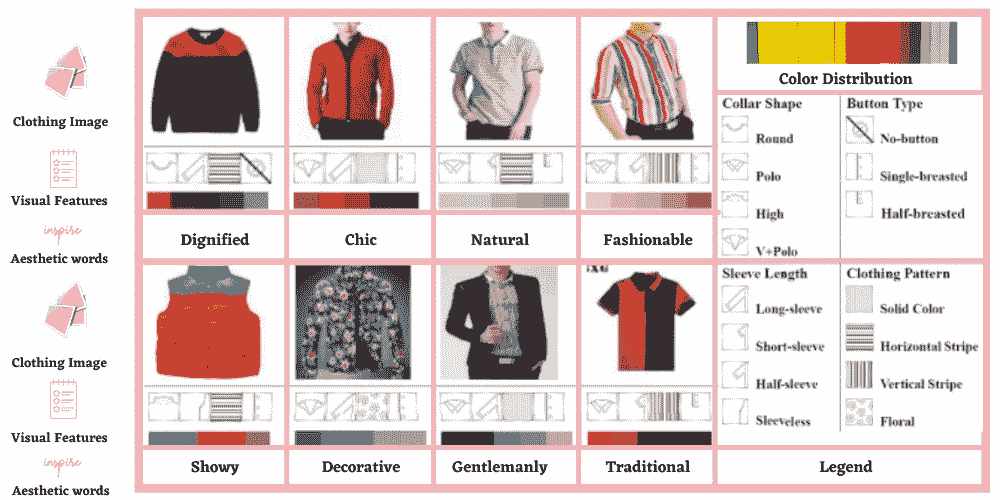 Color Distribution
Clothing Image
Collar Shape
Button Type
Round
No-button
Polo
Single-breasted
Visual Features
High
Half-breasted
inspire
Aesthetic words
Dignified
Chic
Natural
Fashionable
V+Polo
Sleeve Length
Clothing Pattern
Long-sleeve
Solid Color
Clothing Image
Short-sleeve
Horizontal Stripe
Half-sleeve
Vertical Stripe
Sleeveless
Floral
Visual Features
inspire
Aesthetic words
Showy
Decorative
Gentlemanly
Traditional
Legend